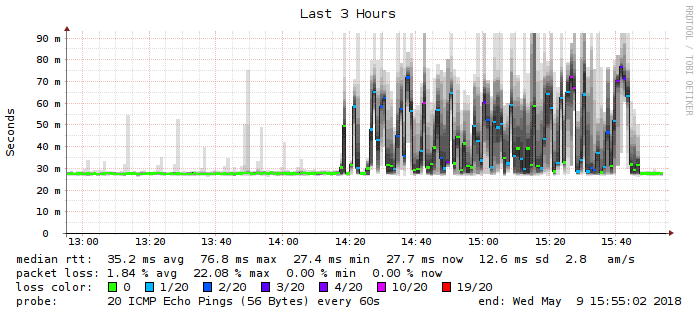 Last 3 Hours
RRDTOOL / TOBI OETIKER
Seconds
90 m
80 m
70 m
60 m
50 m
40 m
30 m
20 m
10 m
0
13:00 13:20 13:40 14:00 14:20 14:40 15:00 15:20 15:40
median rtt: 35.2 ms avg 76.8 ms max 27.4 ms min 27.7 ms now 12.6 ms sd 2.8 am/s
packet loss: 1.84 % avg 22.08 % max 0.00 % min 0.00 % now
loss color: 0 1/20 2/20 3/20 4/20 10/20 19/20
probe: 20 ICMP Echo Pings (56 Bytes) every 60s end: Wed May 9 15:55:02 2018